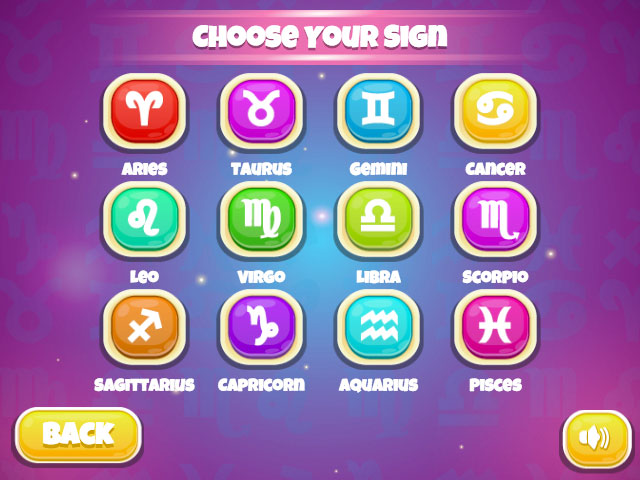 Choose Your Sign
Aries Taurus Gemini Cancer
Leo Virgo Libra Scorpio
Sagittarius Capricorn Aquarius Pisces
Back